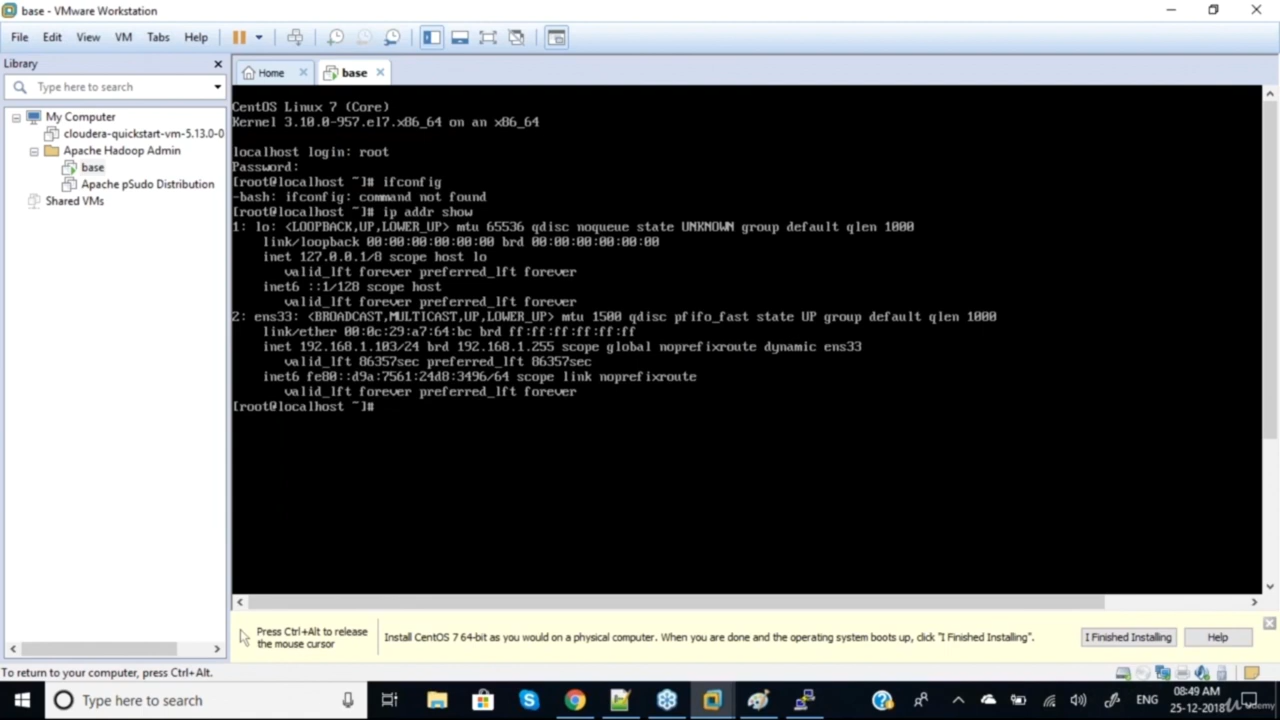 base - VMware Workstation
File Edit View VM Tabs Help
Library
Type here to search
My Computer
cloudera-quickstart-vm-5.13.0-0
Apache Hadoop Admin
base
Apache pSudo Distribution
Shared VMs
Home
base
CentOS Linux 7 (Core)
Kernel 3.10.0-957.el7.x86_64 on an x86_64
localhost login: root
Password:
[root@localhost ~]# ifconfig
-bash: ifconfig: command not found
[root@localhost ~]# ip addr show
1: lo: <LOOPBACK,UP,LOWER_UP> mtu 65536 qdisc noqueue state UNKNOWN group default qlen 1000
link/loopback 00:00:00:00:00:00 brd 00:00:00:00:00:00
inet 127.0.0.1/8 scope host lo
valid_lft forever preferred_lft forever
inet6 ::1/128 scope host
valid_lft forever preferred_lft forever
2: ens33: <BROADCAST,MULTICAST,UP,LOWER_UP> mtu 1500 qdisc pfifo_fast state UP group default qlen 1000
link/ether 00:0c:29:a7:64:bc brd ff:ff:ff:ff:ff:ff
inet 192.168.1.103/24 brd 192.168.1.255 scope global noprefixroute dynamic ens33
valid_lft 86357sec preferred_lft 86357sec
inet6 fe80::d9a:7561:24d8:3496/64 scope link noprefixroute
valid_lft forever preferred_lft forever
[root@localhost ~]#
Press Ctrl+Alt to release
the mouse cursor
Install CentOS 7 64-bit as you would on a physical computer. When you are done and the operating system boots up, click "I Finished Installing".
I Finished Installing
Help
To return to your computer, press Ctrl+Alt.
Type here to search
ENG
08:49 AM
25-12-2018
Udemy